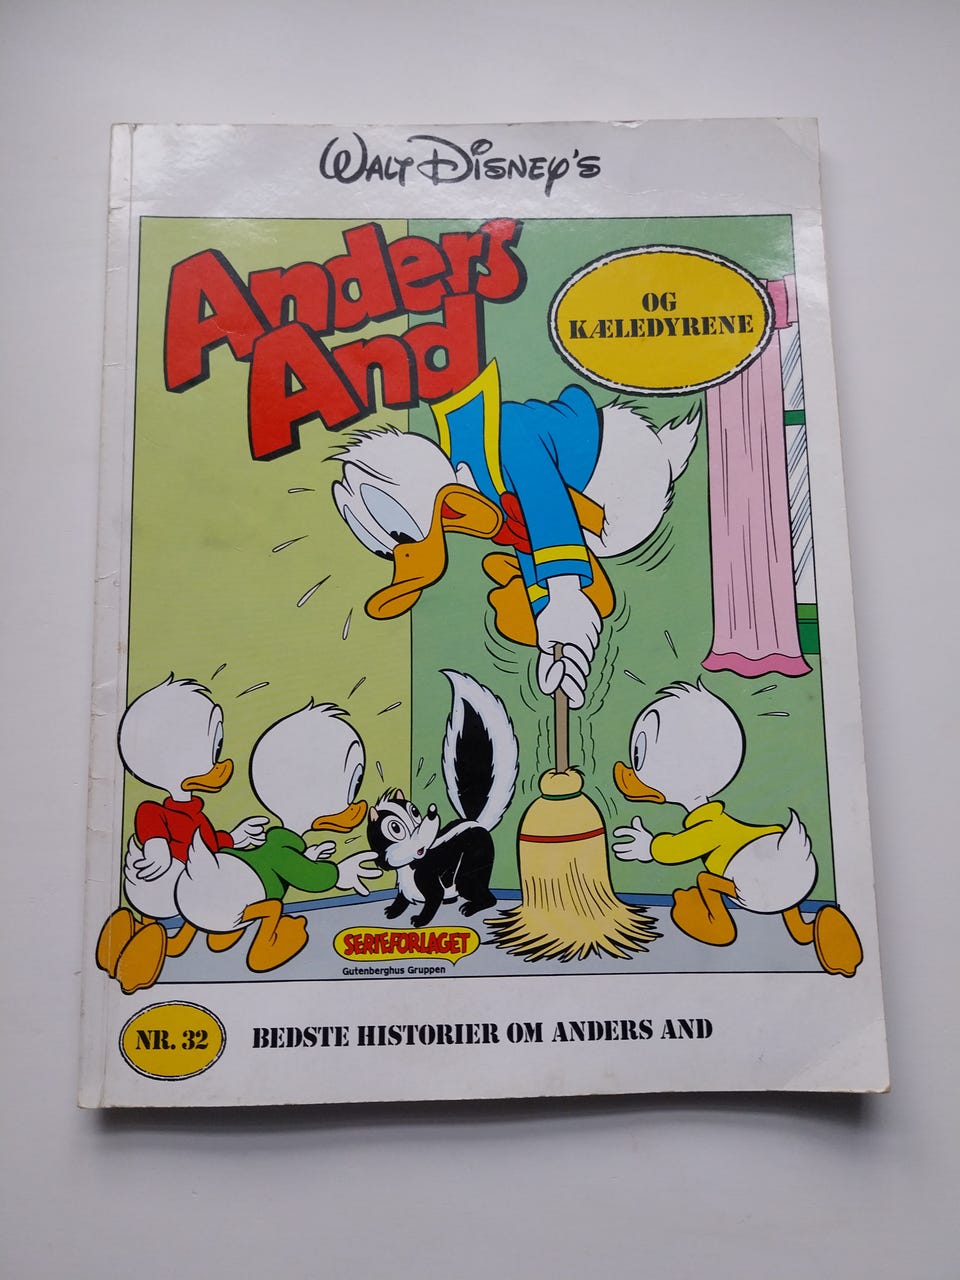 WALT DISNEY'S
Anders
And
OG
KÆLEDYRENE
SERIEFORLAGET
Gutenberghus Gruppen
NR. 32
BEDSTE HISTORIER OM ANDERS AND